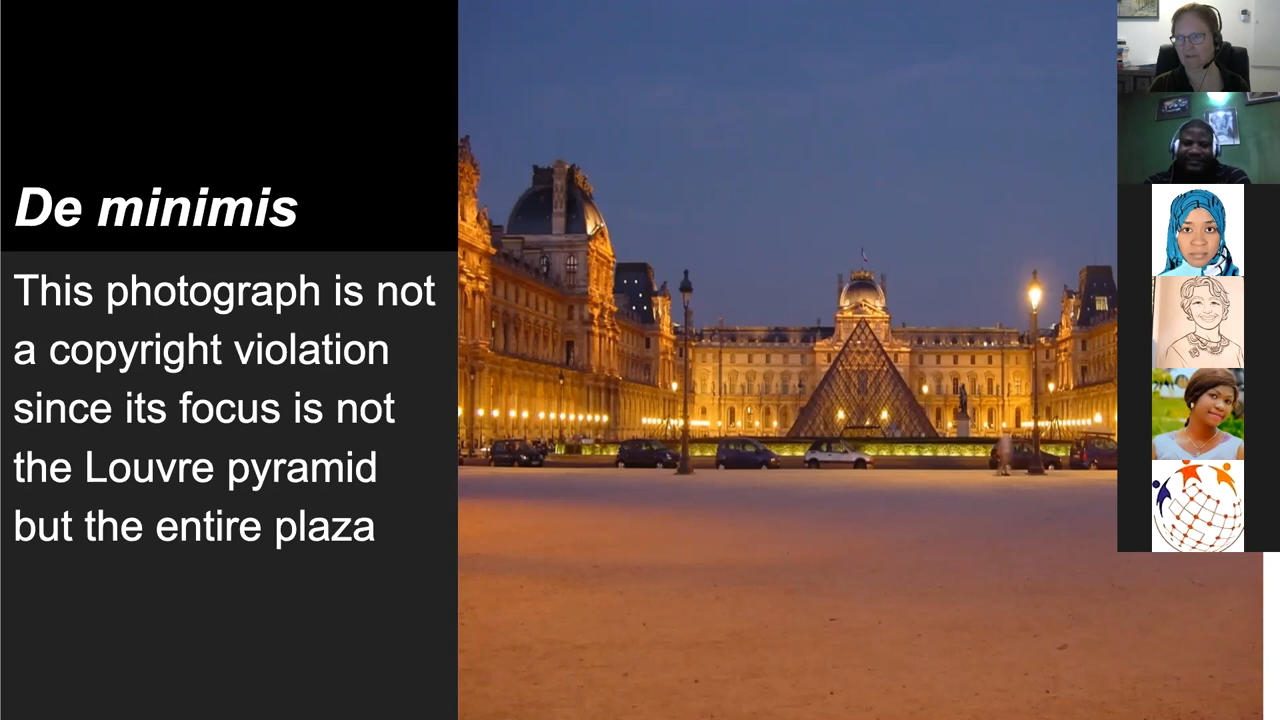 De minimis
This photograph is not
a copyright violation
since its focus is not
the Louvre pyramid
but the entire plaza